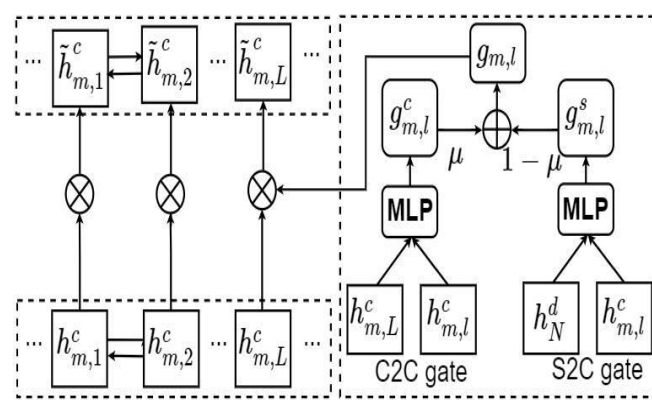 ... h̃^c_{m,1} h̃^c_{m,2} ... h̃^c_{m,L} ...
g_{m,l}
g^c_{m,l} g^s_{m,l}
μ 1 − μ
MLP MLP
... h^c_{m,1} h^c_{m,2} ... h^c_{m,L} ...
h^c_{m,L} h^c_{m,l} h^d_N h^c_{m,l}
C2C gate S2C gate